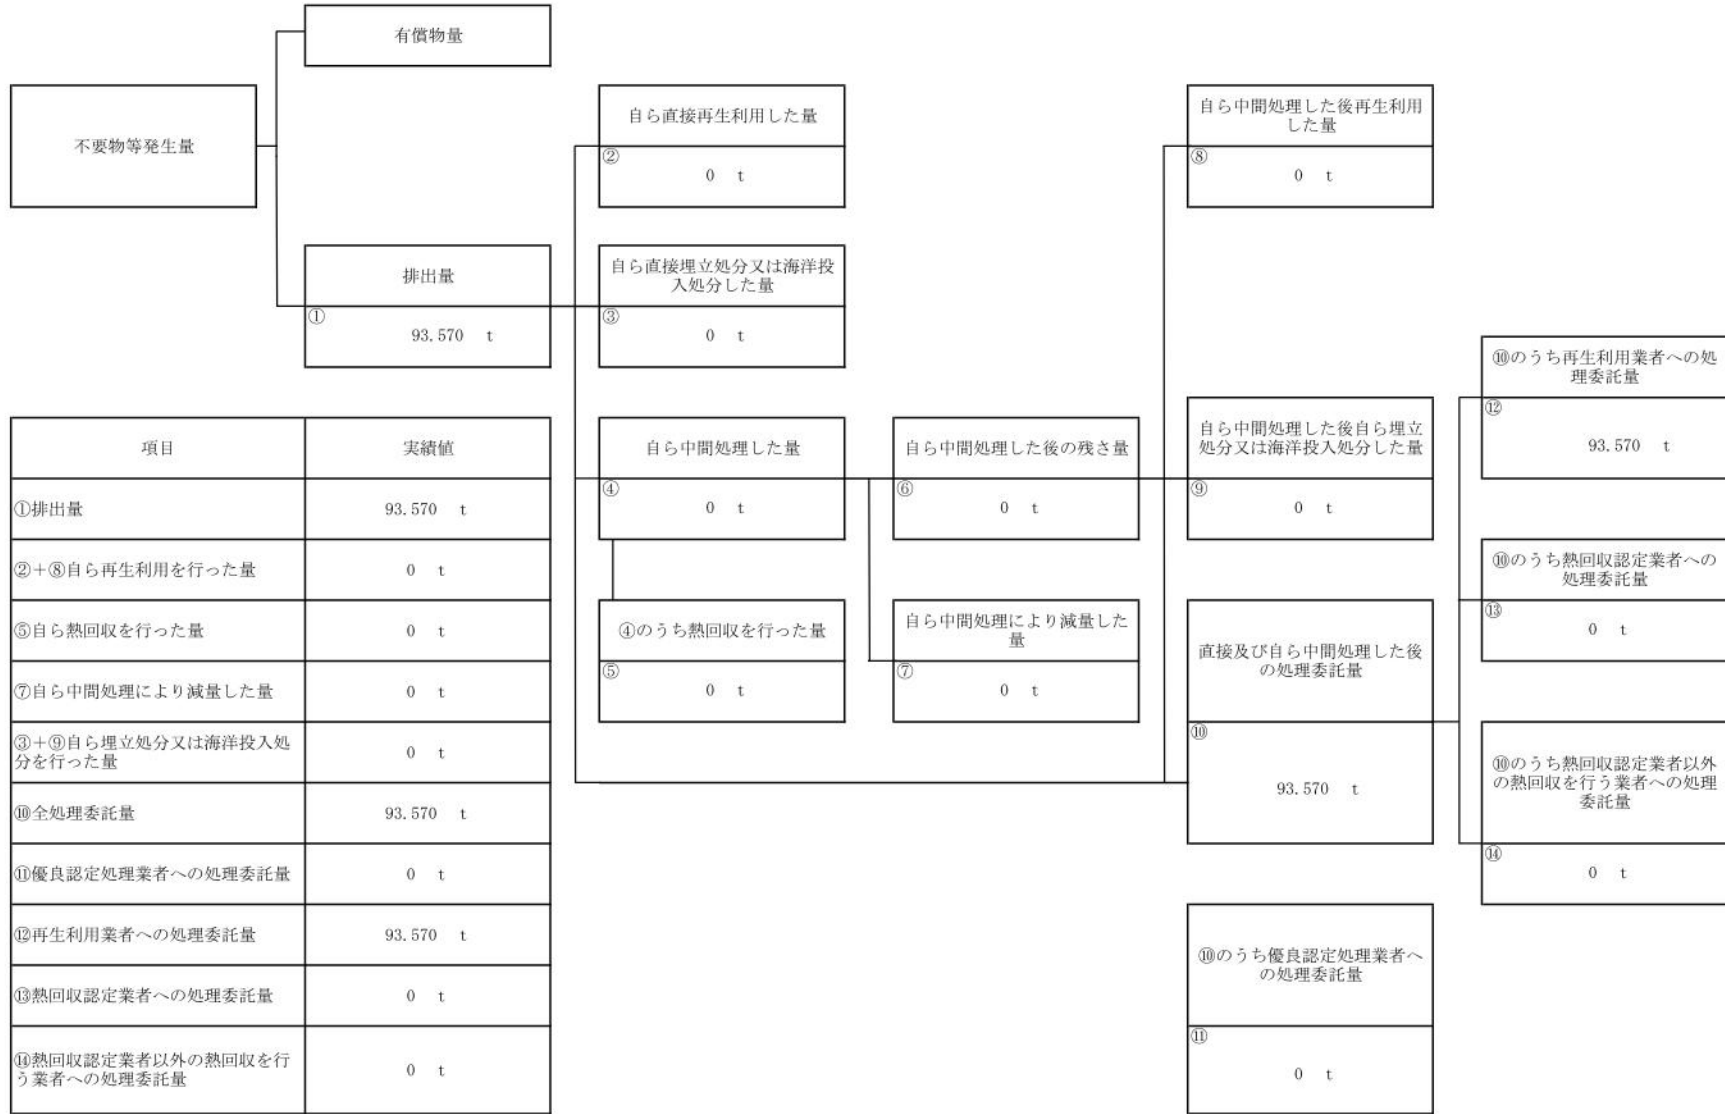 有償物量
不要物等発生量
排出量
①
93.570 t
自ら直接再生利用した量
②
0 t
自ら直接埋立処分又は海洋投
入処分した量
③
0 t
自ら中間処理した量
④
0 t
④のうち熱回収を行った量
⑤
0 t
自ら中間処理した後の残さ量
⑥
0 t
自ら中間処理により減量した
量
⑦
0 t
自ら中間処理した後再生利用
した量
⑧
0 t
自ら中間処理した後自ら埋立
処分又は海洋投入処分した量
⑨
0 t
直接及び自ら中間処理した後
の処理委託量
⑩
93.570 t
⑩のうち優良認定処理業者へ
の処理委託量
⑪
0 t
⑩のうち再生利用業者への処
理委託量
⑫
93.570 t
⑩のうち熱回収認定業者への
処理委託量
⑬
0 t
⑩のうち熱回収認定業者以外
の熱回収を行う業者への処理
委託量
⑭
0 t
項目 実績値
①排出量 93.570 t
②+⑧自ら再生利用を行った量 0 t
⑤自ら熱回収を行った量 0 t
⑦自ら中間処理により減量した量 0 t
③+⑨自ら埋立処分又は海洋投入処
分を行った量 0 t
⑩全処理委託量 93.570 t
⑪優良認定処理業者への処理委託量 0 t
⑫再生利用業者への処理委託量 93.570 t
⑬熱回収認定業者への処理委託量 0 t
⑭熱回収認定業者以外の熱回収を行
う業者への処理委託量 0 t